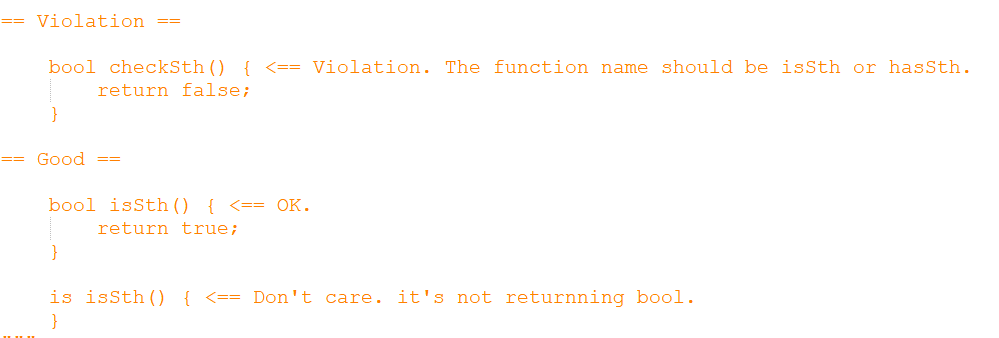 == Violation ==
bool checkSth() { <== Violation. The function name should be isSth or hasSth.
return false;
}
== Good ==
bool isSth() { <== OK.
return true;
}
is isSth() { <== Don't care. it's not returnning bool.
}
"""